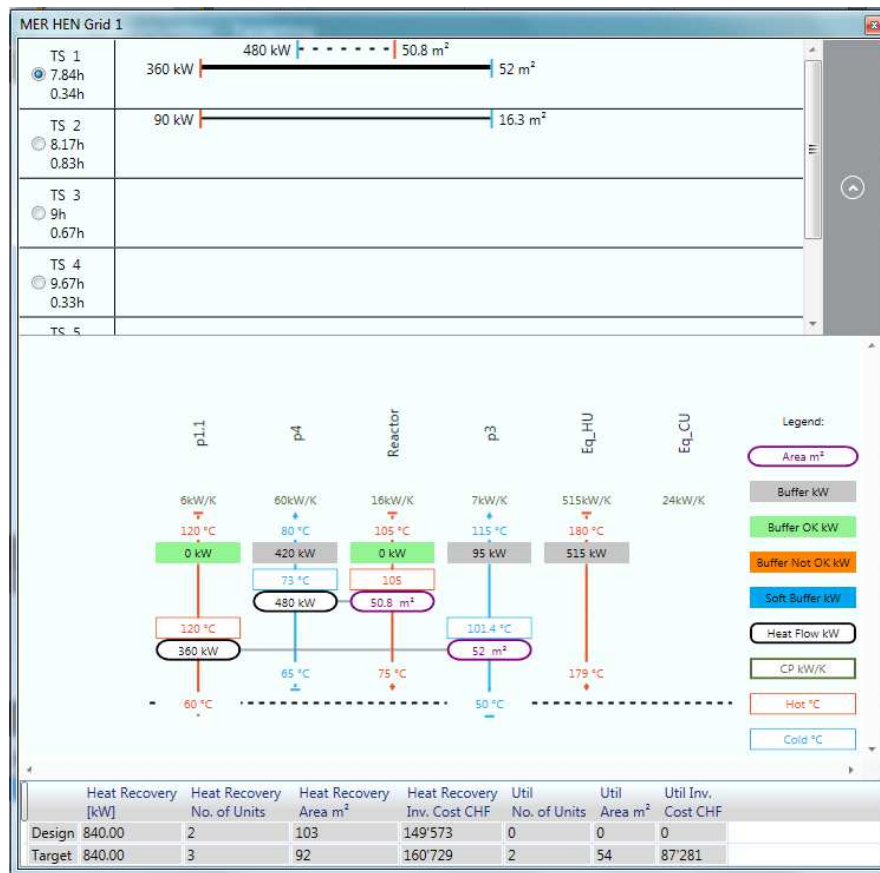 MER HEN Grid 1
TS 1
7.84h
0.34h
480 kW 50.8 m²
360 kW 52 m²
TS 2
8.17h
0.83h
90 kW 16.3 m²
TS 3
9h
0.67h
TS 4
9.67h
0.33h
TS 5
p1.1 p4 Reactor p3 Eq_HU Eq_CU
6kW/K 60kW/K 16kW/K 7kW/K 515kW/K 24kW/K
120 °C 80 °C 105 °C 115 °C 180 °C
0 kW 420 kW 0 kW 95 kW 515 kW
73 °C 105
480 kW 50.8 m²
120 °C 101.4 °C
360 kW 52 m²
65 °C 75 °C 179 °C
60 °C 50 °C
Legend:
Area m²
Buffer kW
Buffer OK kW
Buffer Not OK kW
Soft Buffer kW
Heat Flow kW
CP kW/K
Hot °C
Cold °C
Heat Recovery Heat Recovery Heat Recovery Heat Recovery Util Util Util Inv.
[kW] No. of Units Area m² Inv. Cost CHF No. of Units Area m² Cost CHF
Design 840.00 2 103 149'573 0 0 0
Target 840.00 3 92 160'729 2 54 87'281